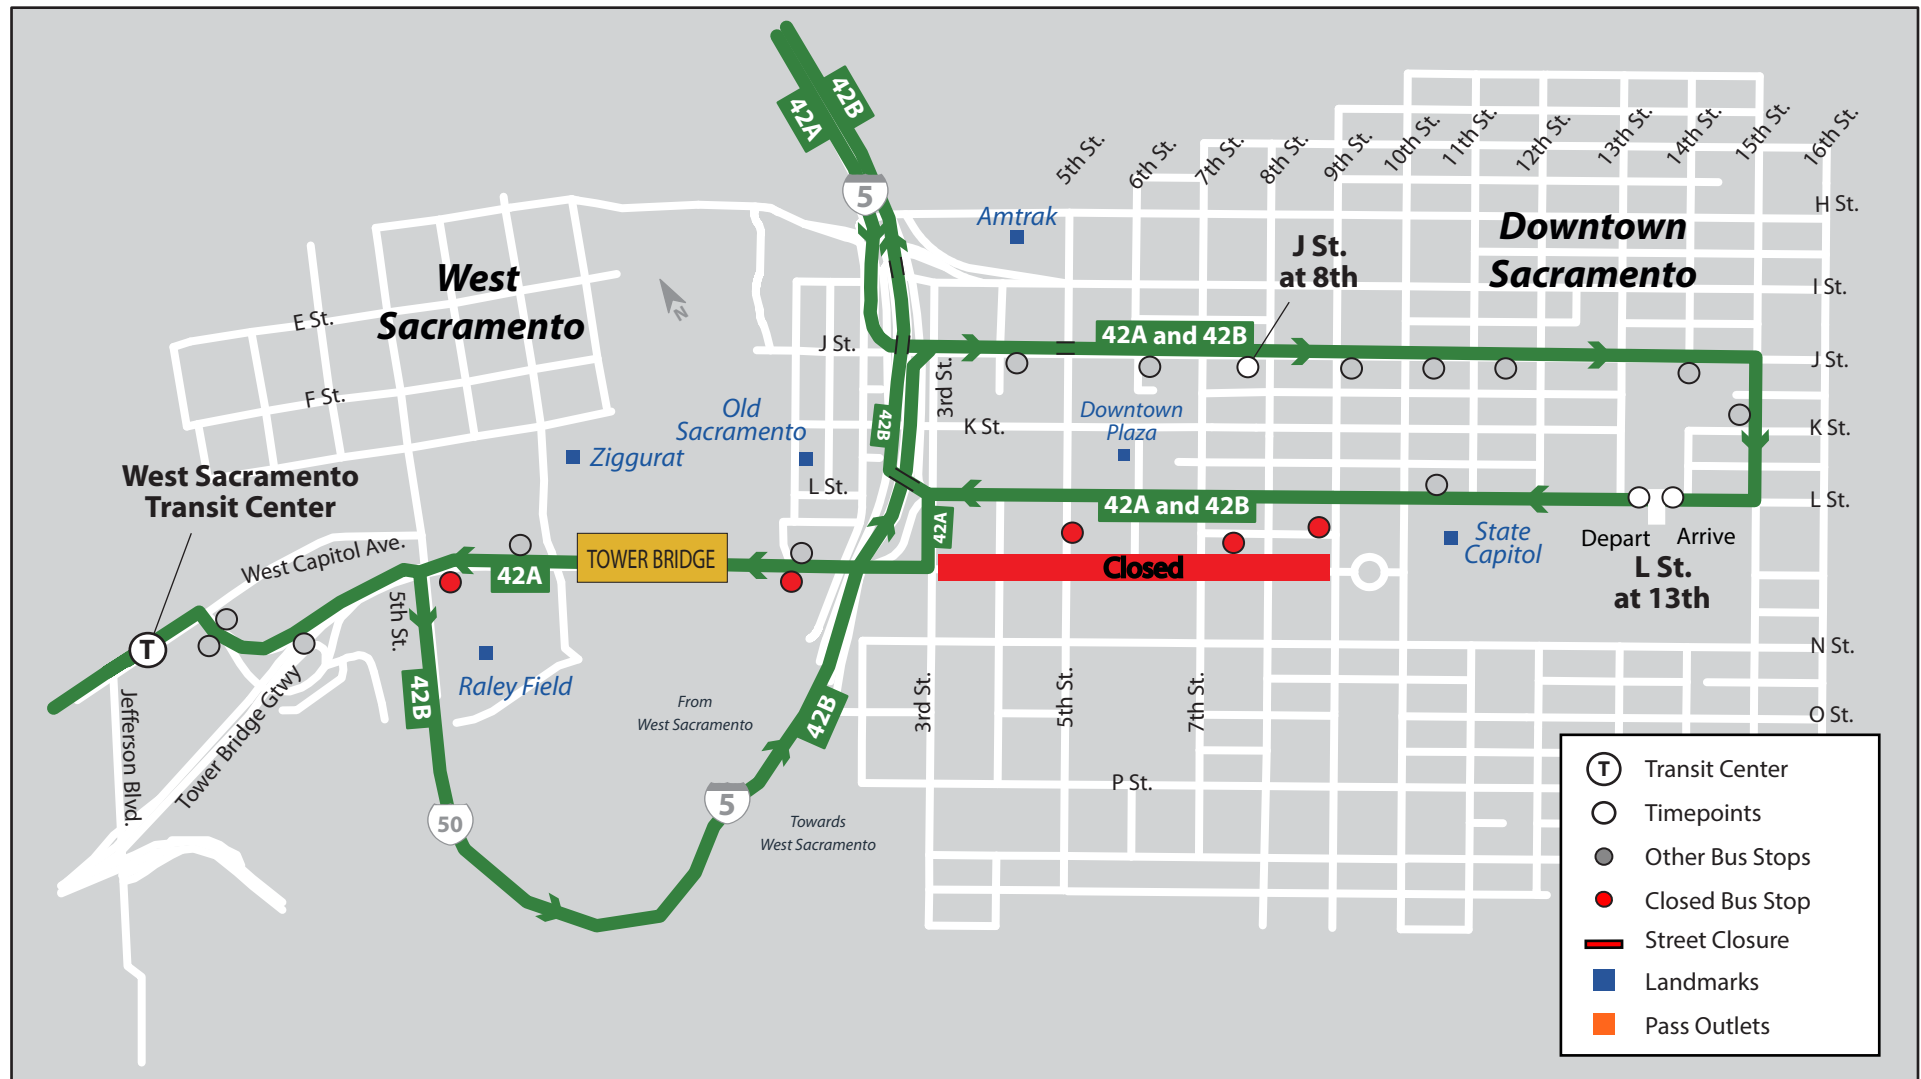 42B
42A
5
5th St.
6th St.
7th St.
8th St.
9th St.
10th St.
11th St.
12th St.
13th St.
14th St.
15th St.
16th St.
H St.
Amtrak
Downtown
Sacramento
J St.
at 8th
I St.
West
Sacramento
N
E St.
F St.
J St.
42A and 42B
J St.
3rd St.
Old
Sacramento
42B
K St.
Downtown
Plaza
K St.
Ziggurat
West Sacramento
Transit Center
L St.
42A and 42B
L St.
42A
State
Capitol
Depart
Arrive
L St.
at 13th
West Capitol Ave.
TOWER BRIDGE
42A
Closed
5th St.
T
Raley Field
42B
Jefferson Blvd.
Tower Bridge Gtwy
From
West Sacramento
42B
3rd St.
5th St.
7th St.
N St.
O St.
P St.
5
50
Towards
West Sacramento
T Transit Center
Timepoints
Other Bus Stops
Closed Bus Stop
Street Closure
Landmarks
Pass Outlets